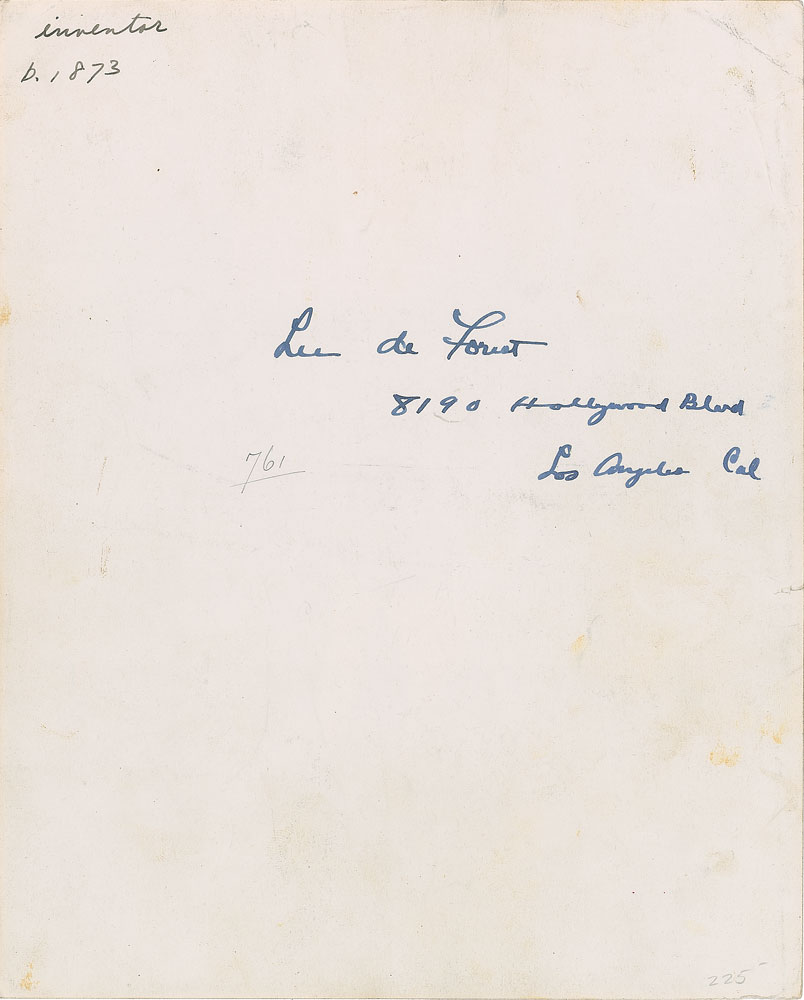 inventor
b. 1873
Lee de Forest
8190 Hollywood Blvd
761
Los Angeles Cal
225